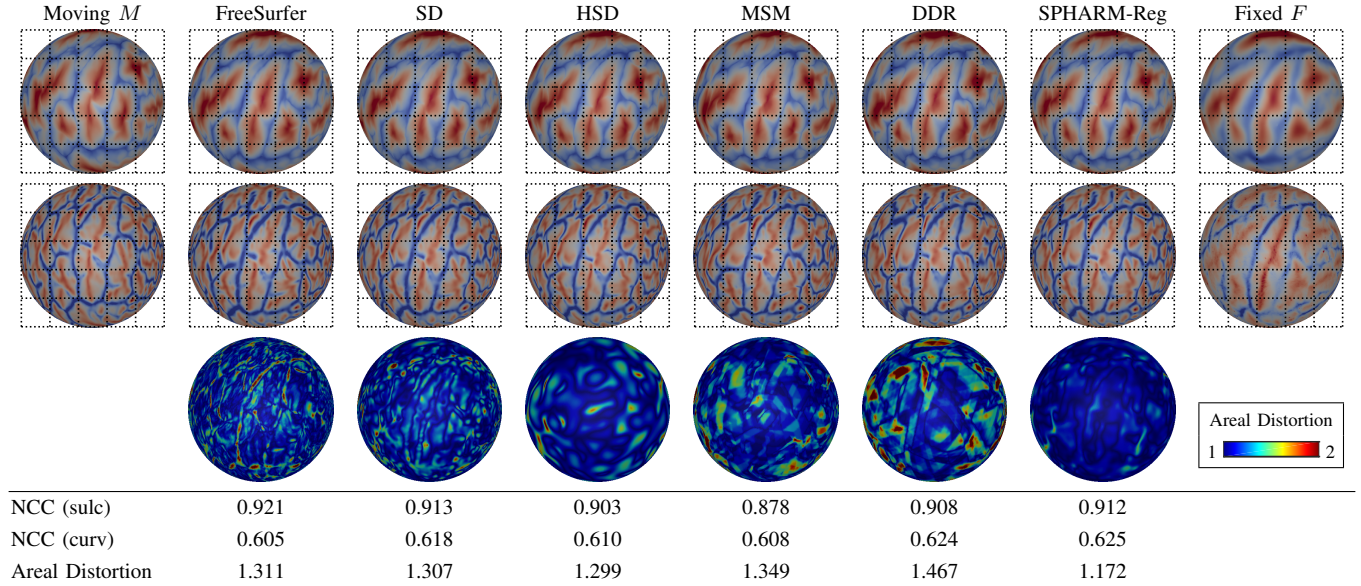 Moving M FreeSurfer SD HSD MSM DDR SPHARM-Reg Fixed F
Areal Distortion
1 2
NCC (sulc) 0.921 0.913 0.903 0.878 0.908 0.912
NCC (curv) 0.605 0.618 0.610 0.608 0.624 0.625
Areal Distortion 1.311 1.307 1.299 1.349 1.467 1.172